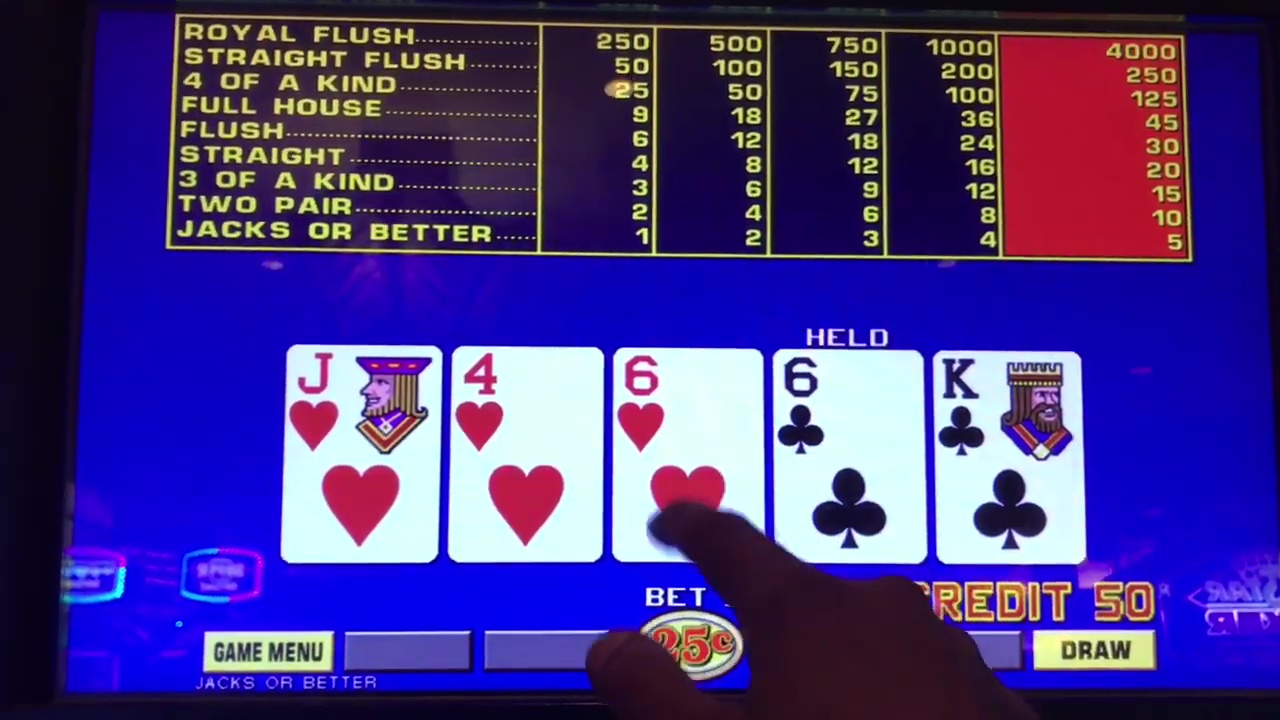 ROYAL FLUSH 250 500 750 1000 4000
STRAIGHT FLUSH 50 100 150 200 250
4 OF A KIND 25 50 75 100 125
FULL HOUSE 9 18 27 36 45
FLUSH 6 12 18 24 30
STRAIGHT 4 8 12 16 20
3 OF A KIND 3 6 9 12 15
TWO PAIR 2 4 6 8 10
JACKS OR BETTER 1 2 3 4 5
HELD
J 4 6 6 K
BET
CREDIT 50
GAME MENU
25¢
DRAW
JACKS OR BETTER